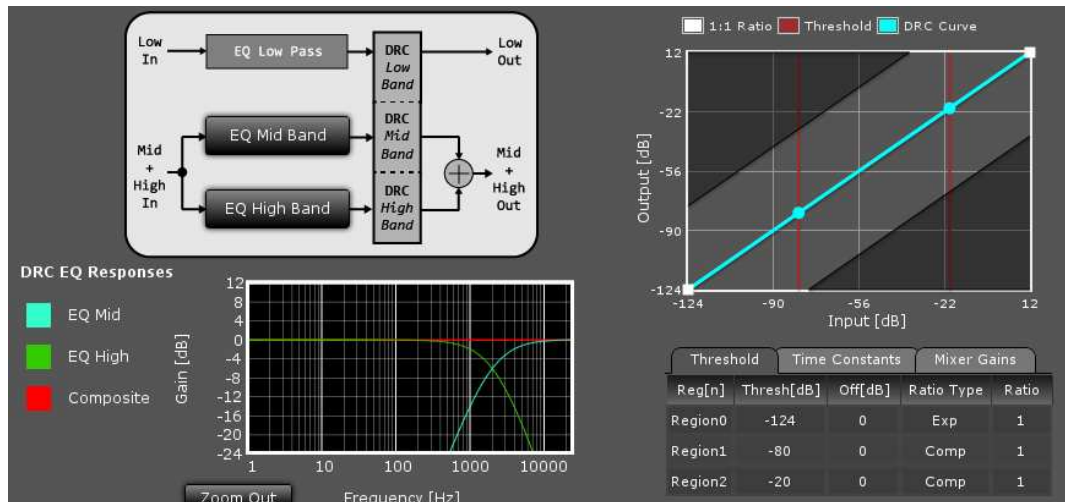 Low
In
EQ Low Pass
DRC
Low
Band
Low
Out
Mid
+
High
In
EQ Mid Band
DRC
Mid
Band
EQ High Band
DRC
High
Band
+
Mid
+
High
Out
DRC EQ Responses
EQ Mid
EQ High
Composite
Gain [dB]
12
8
4
0
-4
-8
-12
-16
-20
-24
1
10
100
1000
10000
Frequency [Hz]
Zoom Out
1:1 Ratio
Threshold
DRC Curve
Output [dB]
12
-22
-56
-90
-124
-124
-90
-56
-22
12
Input [dB]
Threshold
Time Constants
Mixer Gains
Reg[n] Thresh[dB] Off[dB] Ratio Type Ratio
Region0 -124 0 Exp 1
Region1 -80 0 Comp 1
Region2 -20 0 Comp 1